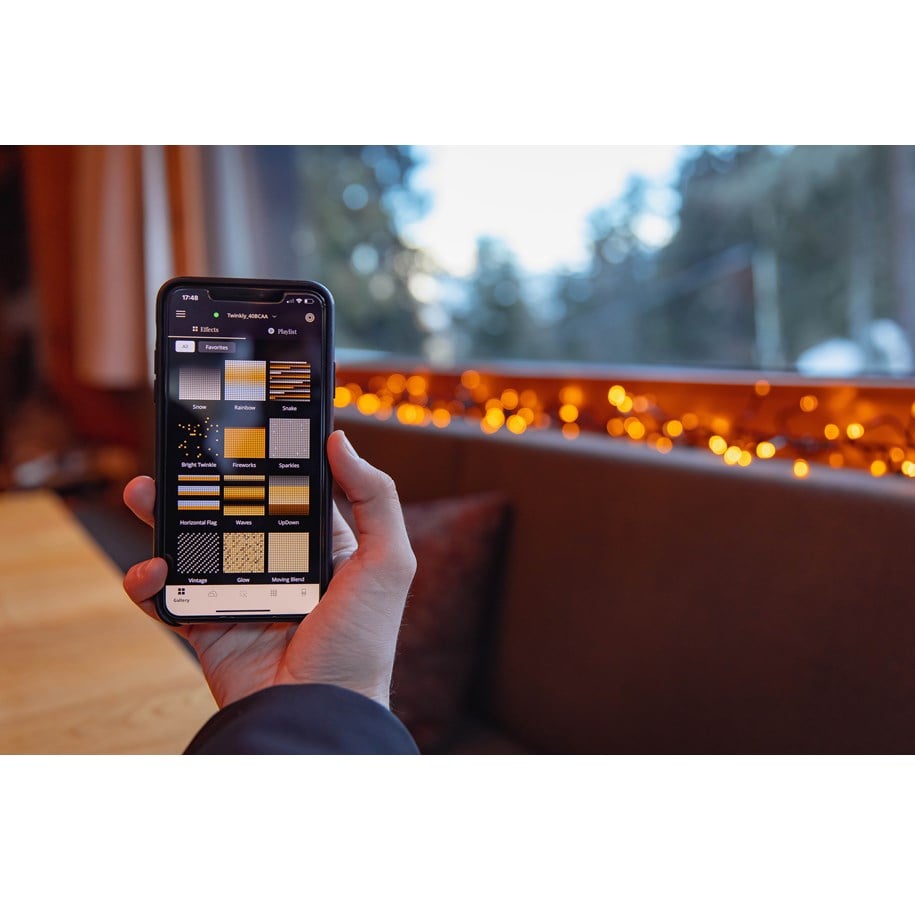 17:48
Twinkly_40BCAA
Effects Playlist
All Favorites
Snow Rainbow Snake
Bright Twinkle Fireworks Sparkles
Horizontal Flag Waves UpDown
Vintage Glow Moving Blend
Gallery